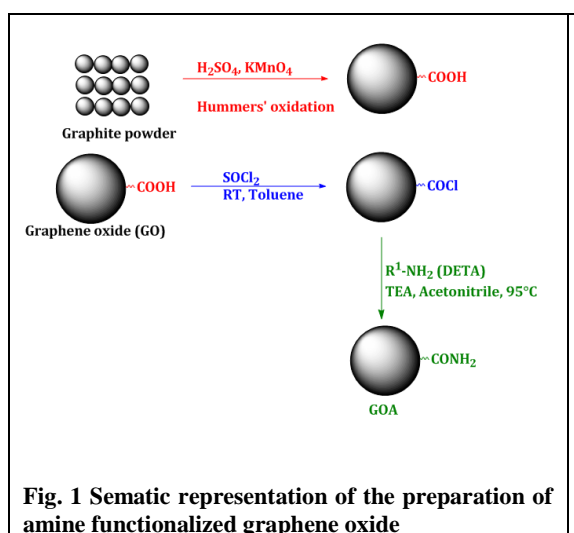 H₂SO₄, KMnO₄
COOH
Hummers' oxidation
Graphite powder
SOCl₂
COOH
COCl
RT, Toluene
Graphene oxide (GO)
R¹-NH₂ (DETA)
TEA, Acetonitrile, 95°C
CONH₂
GOA
Fig. 1 Sematic representation of the preparation of
amine functionalized graphene oxide